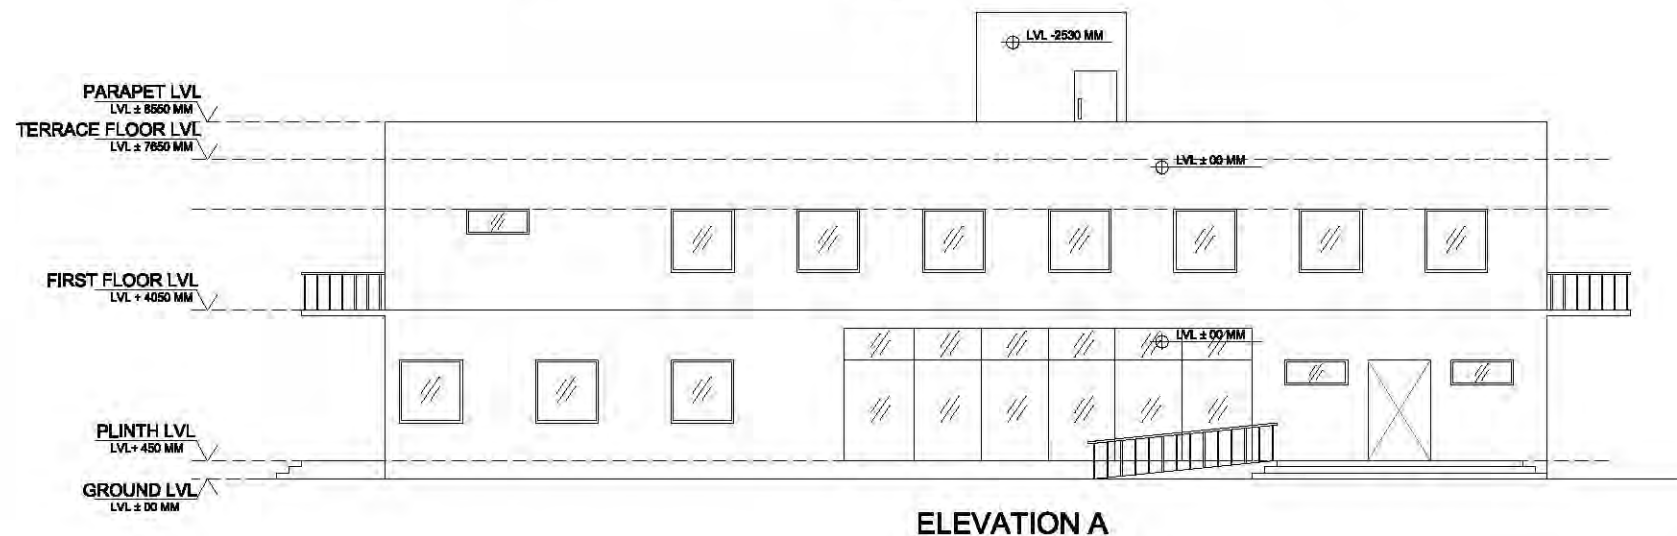 LVL -2530 MM
PARAPET LVL
LVL ± 8550 MM
TERRACE FLOOR LVL
LVL ± 7650 MM
LVL ± 00 MM
FIRST FLOOR LVL
LVL + 4050 MM
LVL ± 00 MM
PLINTH LVL
LVL+ 450 MM
GROUND LVL
LVL ± 00 MM
ELEVATION A